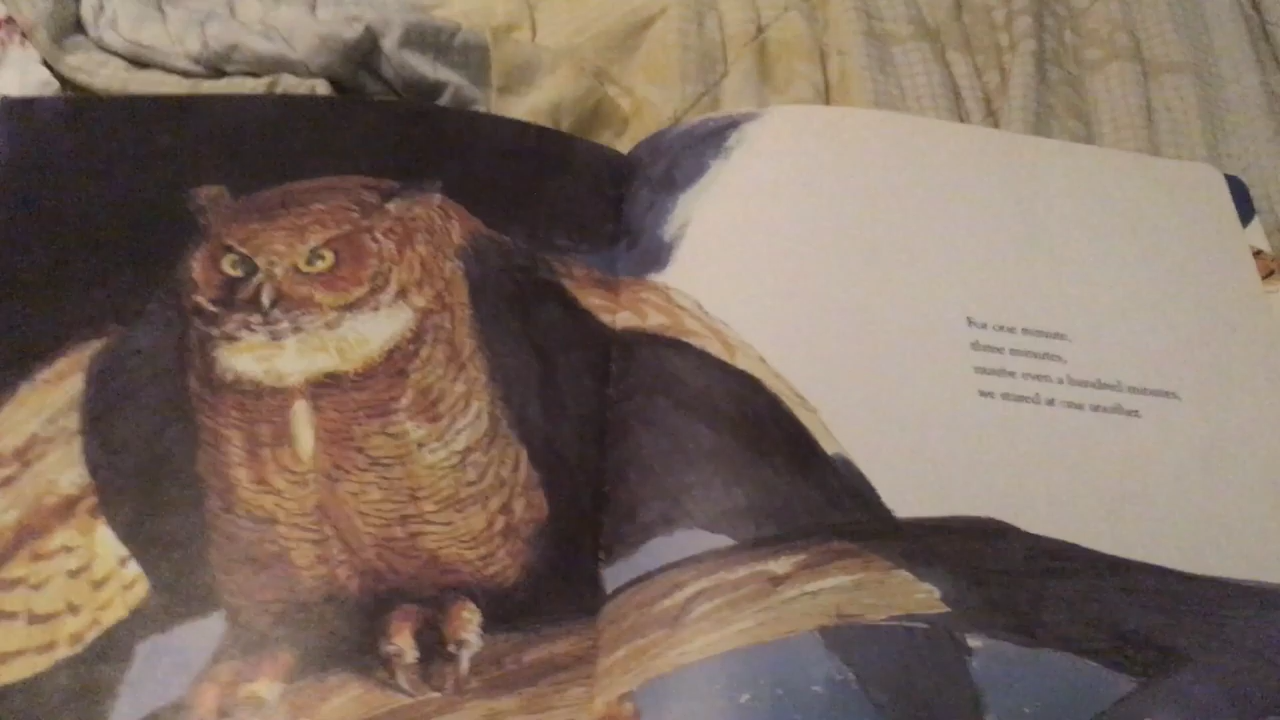 For one minute,
three minutes,
maybe even a hundred minutes,
we stared at one another.